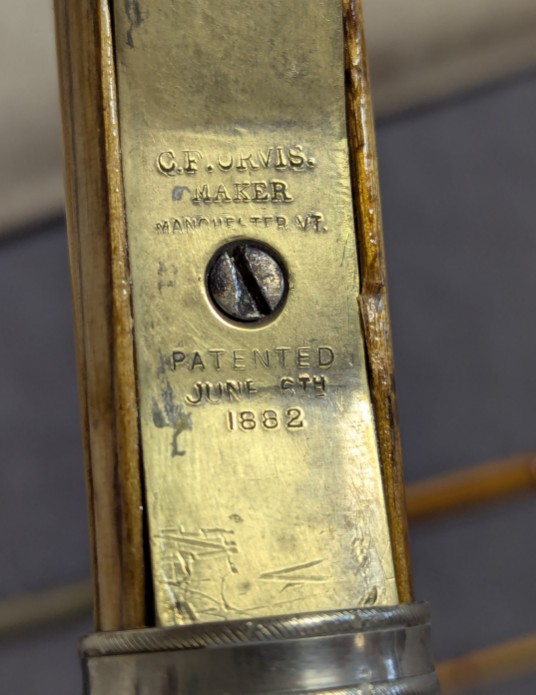 C.F. ORVIS.
MAKER
MANCHESTER, VT.
PATENTED
JUNE 6TH
1882